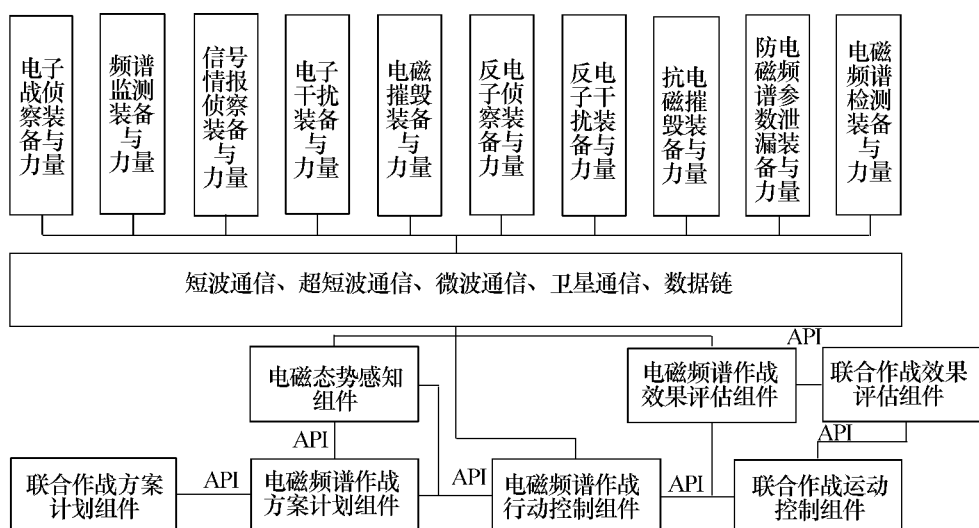 电子战侦察装备与力量
频谱监测装备与力量
信号情报侦察装备与力量
电子干扰装备与力量
电磁摧毁装备与力量
反电子侦察装备与力量
反电子干扰装备与力量
抗电磁摧毁装备与力量
防电磁频谱参数泄漏装备与力量
电磁频谱检测装备与力量
短波通信、超短波通信、微波通信、卫星通信、数据链
API
电磁态势感知
组件
电磁频谱作战
效果评估组件
联合作战效果
评估组件
API
API
联合作战方案
计划组件
API
电磁频谱作战
方案计划组件
API
电磁频谱作战
行动控制组件
API
联合作战运动
控制组件